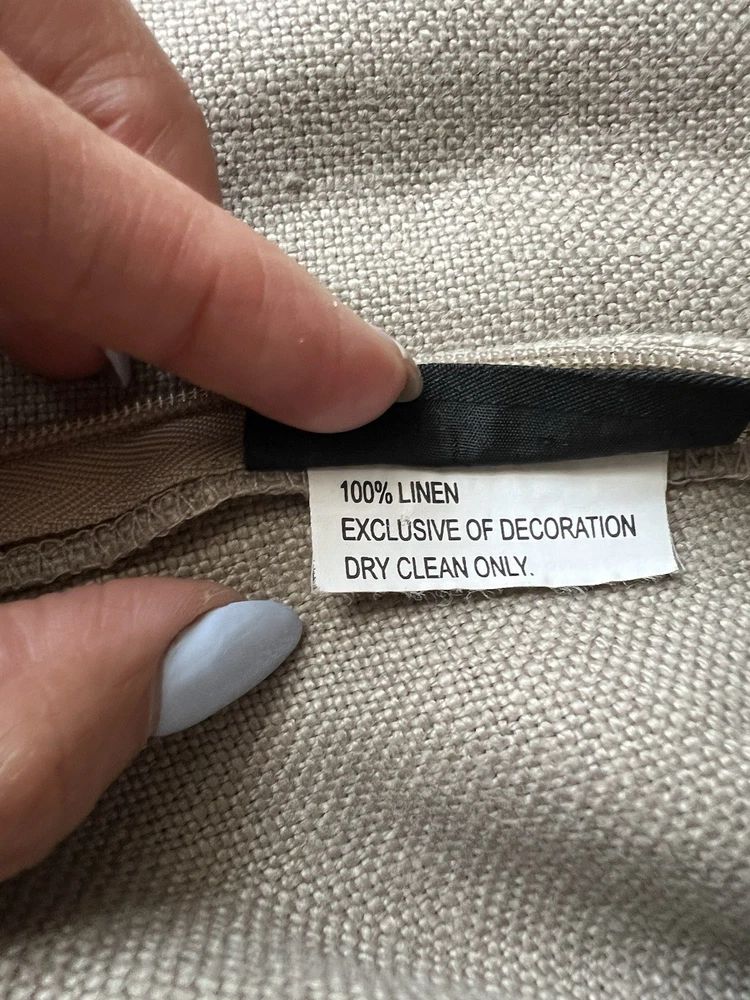 100% LINEN
EXCLUSIVE OF DECORATION
DRY CLEAN ONLY.